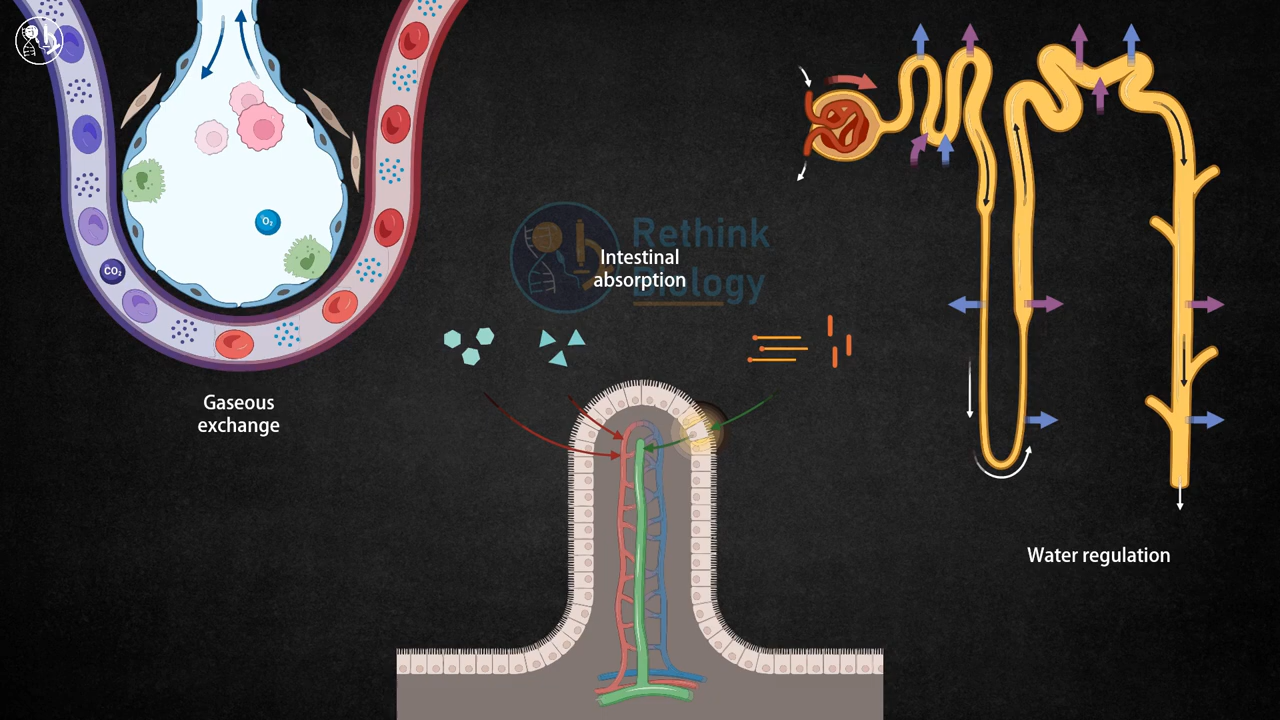 O₂
CO₂
Gaseous
exchange
Rethink
Biology
Intestinal
absorption
Water regulation